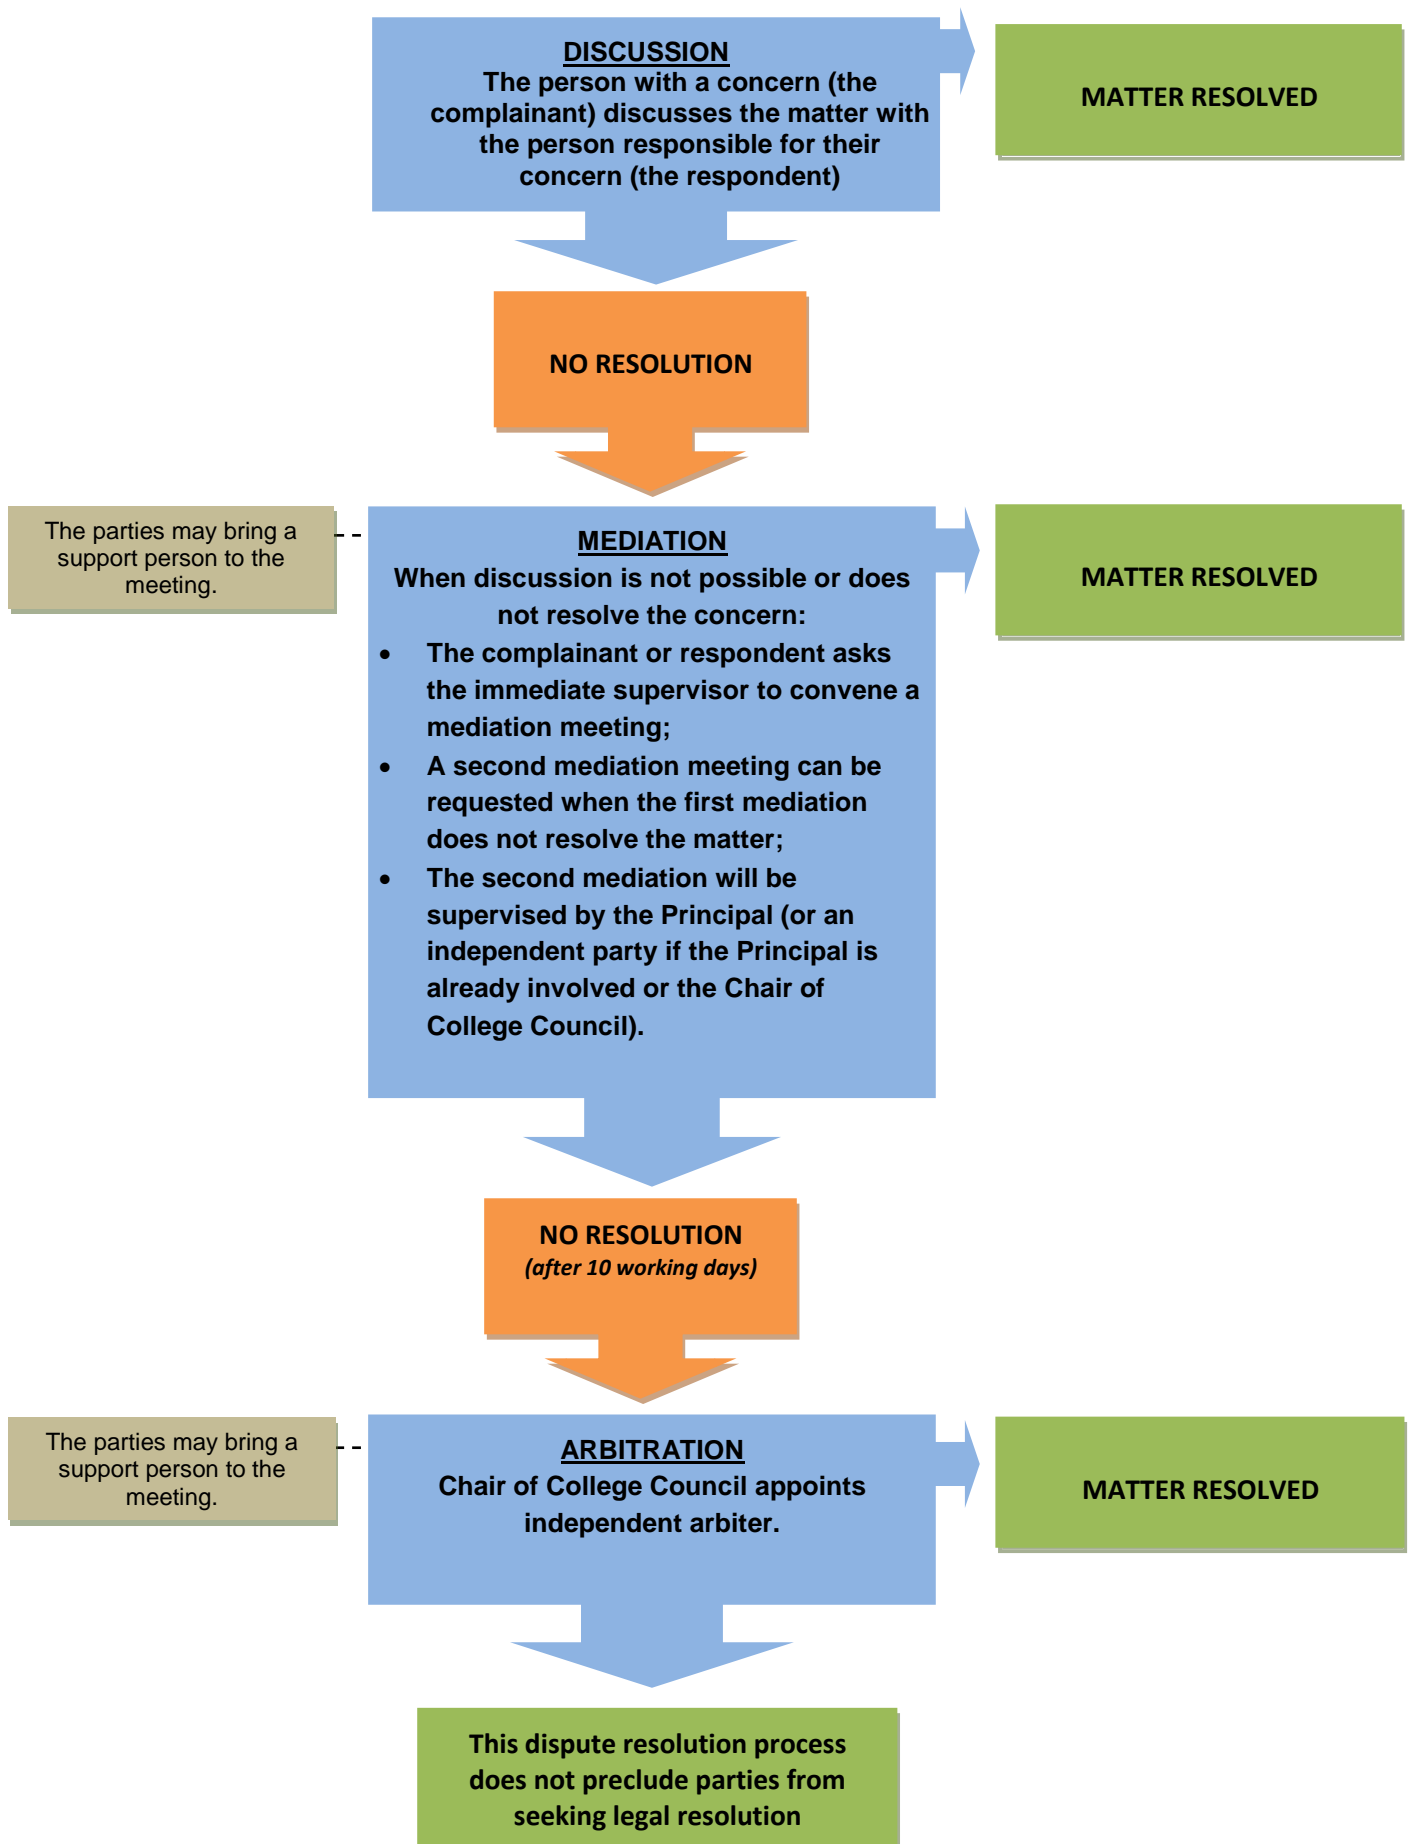 DISCUSSION
The person with a concern (the
complainant) discusses the matter with
the person responsible for their
concern (the respondent)
MATTER RESOLVED
NO RESOLUTION
The parties may bring a
support person to the
meeting.
MEDIATION
When discussion is not possible or does
not resolve the concern:
• The complainant or respondent asks
the immediate supervisor to convene a
mediation meeting;
• A second mediation meeting can be
requested when the first mediation
does not resolve the matter;
• The second mediation will be
supervised by the Principal (or an
independent party if the Principal is
already involved or the Chair of
College Council).
MATTER RESOLVED
NO RESOLUTION
(after 10 working days)
The parties may bring a
support person to the
meeting.
ARBITRATION
Chair of College Council appoints
independent arbiter.
MATTER RESOLVED
This dispute resolution process
does not preclude parties from
seeking legal resolution